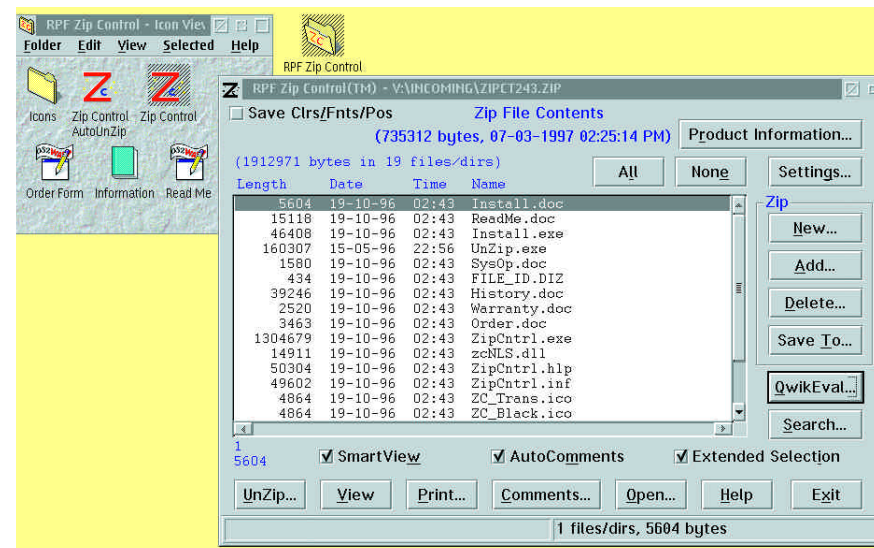 RPF Zip Control - Icon View
Folder Edit View Selected Help
Icons
Zip Control AutoUnZip
Zip Control
Order Form
Information
Read Me
RPF Zip Control
RPF Zip Control(TM) - V:\INCOMING\ZIPCT243.ZIP
Save Clrs/Fnts/Pos
Zip File Contents
(735312 bytes, 07-03-1997 02:25:14 PM)
Product Information...
(1912971 bytes in 19 files/dirs)
All
None
Settings...
Length Date Time Name
5604 19-10-96 02:43 Install.doc
15118 19-10-96 02:43 ReadMe.doc
46408 19-10-96 02:43 Install.exe
160307 15-05-96 22:56 UnZip.exe
1580 19-10-96 02:43 SysOp.doc
434 19-10-96 02:43 FILE_ID.DIZ
39246 19-10-96 02:43 History.doc
2520 19-10-96 02:43 Warranty.doc
3463 19-10-96 02:43 Order.doc
1304679 19-10-96 02:43 ZipCntrl.exe
14911 19-10-96 02:43 zcNLS.dll
50304 19-10-96 02:43 ZipCntrl.hlp
49602 19-10-96 02:43 ZipCntrl.inf
4864 19-10-96 02:43 ZC_Trans.ico
4864 19-10-96 02:43 ZC_Black.ico
Zip
New...
Add...
Delete...
Save To...
QwikEval...
Search...
1
5604
SmartView
AutoComments
Extended Selection
UnZip...
View
Print...
Comments...
Open...
Help
Exit
1 files/dirs, 5604 bytes